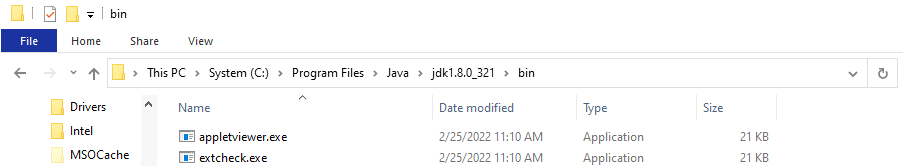 bin
File Home Share View
This PC System (C:) Program Files Java jdk1.8.0_321 bin
Drivers Name Date modified Type Size
Intel appletviewer.exe 2/25/2022 11:10 AM Application 21 KB
MSOCache extcheck.exe 2/25/2022 11:10 AM Application 21 KB